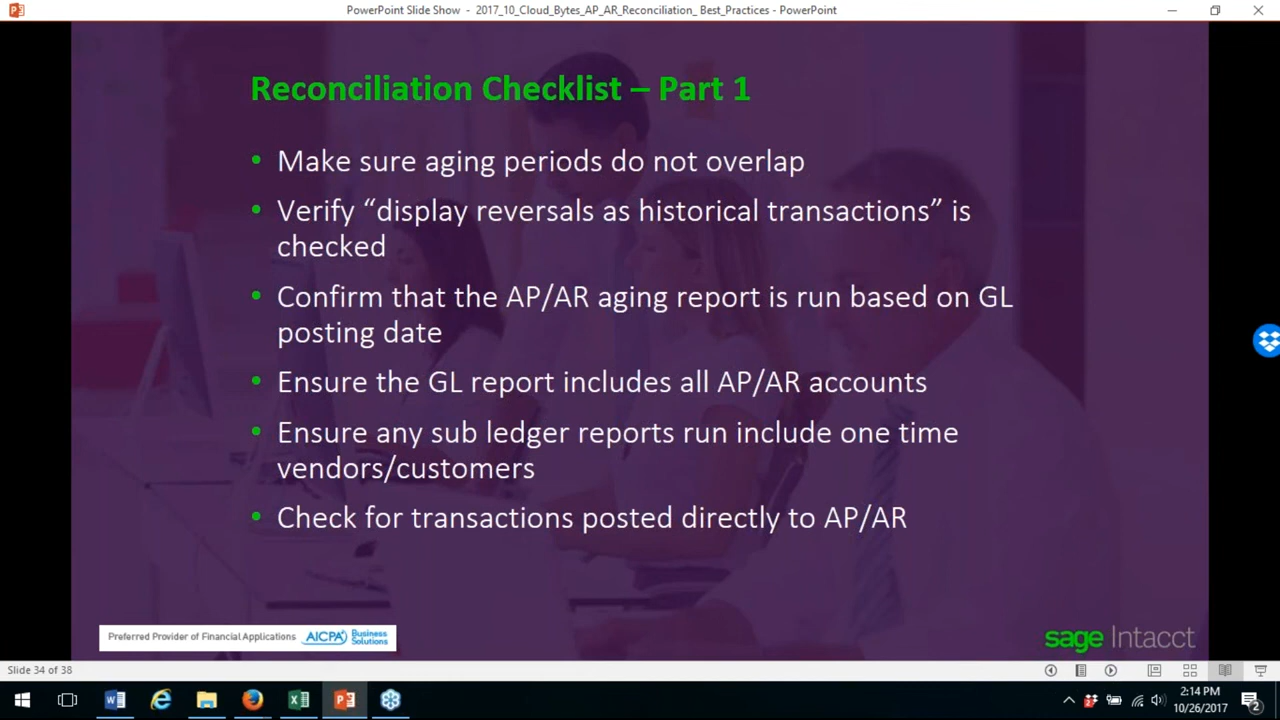 PowerPoint Slide Show - 2017_10_Cloud_Bytes_AP_AR_Reconciliation_ Best_Practices - PowerPoint
Reconciliation Checklist – Part 1
• Make sure aging periods do not overlap
• Verify “display reversals as historical transactions” is
checked
• Confirm that the AP/AR aging report is run based on GL
posting date
• Ensure the GL report includes all AP/AR accounts
• Ensure any sub ledger reports run include one time
vendors/customers
• Check for transactions posted directly to AP/AR
Preferred Provider of Financial Applications AICPA Business
Solutions
sage Intacct
Slide 34 of 38
2:14 PM
10/26/2017
2